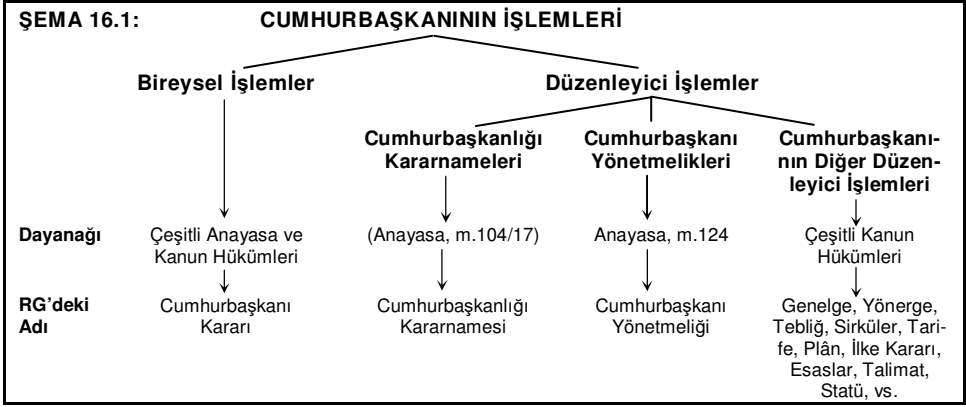 ŞEMA 16.1: CUMHURBAŞKANININ İŞLEMLERİ
Bireysel İşlemler Düzenleyici İşlemler
Cumhurbaşkanlığı Cumhurbaşkanı Cumhurbaşkanı-
Kararnameleri Yönetmelikleri nın Diğer Düzen-
leyici İşlemleri
Dayanağı Çeşitli Anayasa ve (Anayasa, m.104/17) Anayasa, m.124 Çeşitli Kanun
Kanun Hükümleri Hükümleri
RG'deki Cumhurbaşkanı Cumhurbaşkanlığı Cumhurbaşkanı Genelge, Yönerge,
Adı Kararı Kararnamesi Yönetmeliği Tebliğ, Sirküler, Tari-
fe, Plân, İlke Kararı,
Esaslar, Talimat,
Statü, vs.